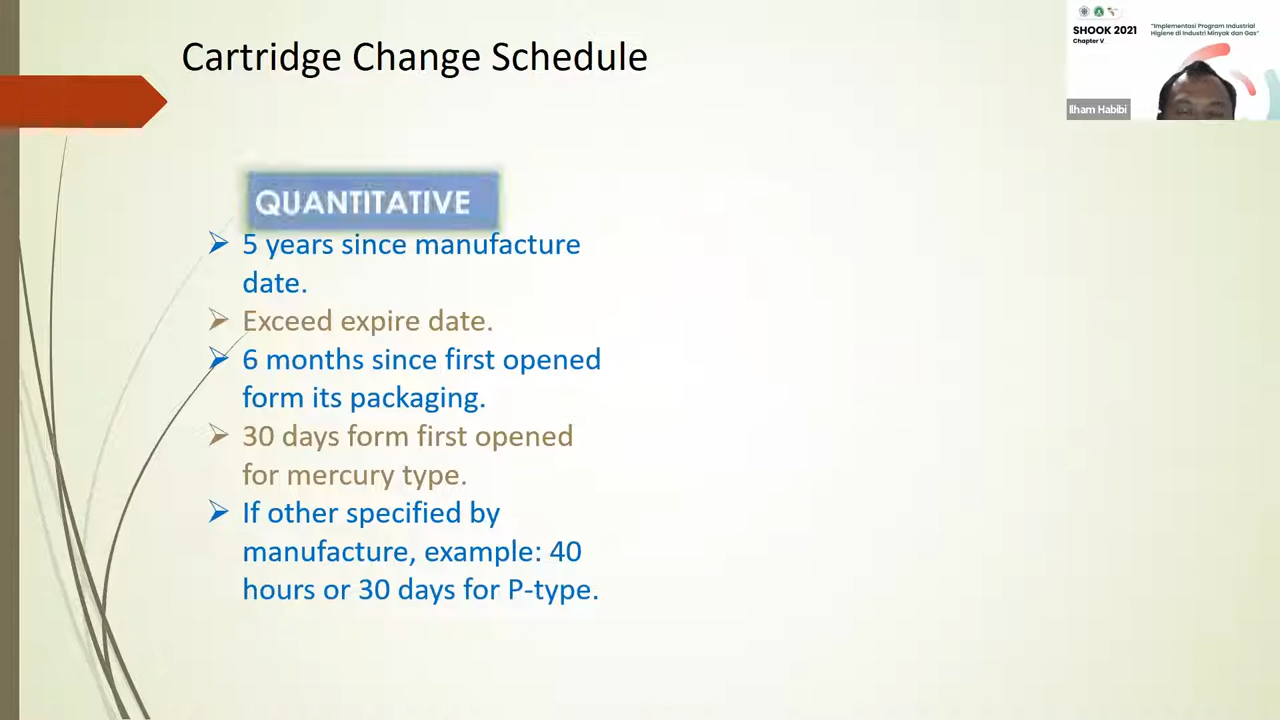 Cartridge Change Schedule
SHOOK 2021
Chapter V
"Implementasi Program Industrial
Higiene di Industri Minyak dan Gas"
Ilham Habibi
QUANTITATIVE
5 years since manufacture
date.
Exceed expire date.
6 months since first opened
form its packaging.
30 days form first opened
for mercury type.
If other specified by
manufacture, example: 40
hours or 30 days for P-type.